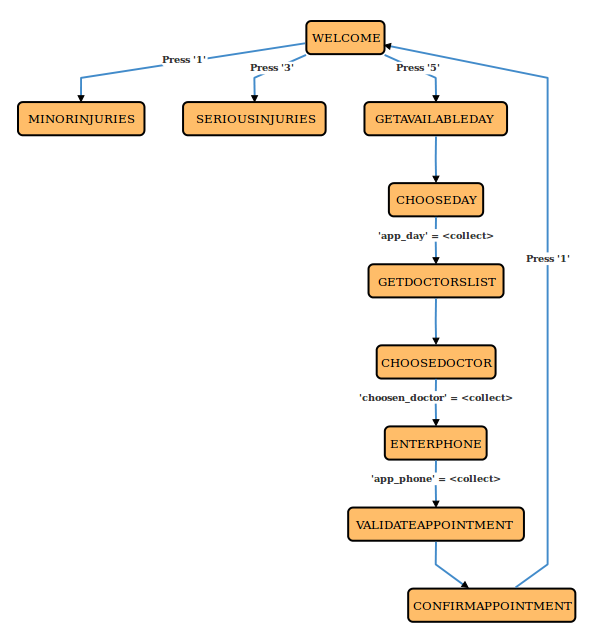 WELCOME
Press '1'
Press '3'
Press '5'
MINORINJURIES
SERIOUSINJURIES
GETAVAILABLEDAY
CHOOSEDAY
'app_day' = <collect>
Press '1'
GETDOCTORSLIST
CHOOSEDOCTOR
'choosen_doctor' = <collect>
ENTERPHONE
'app_phone' = <collect>
VALIDATEAPPOINTMENT
CONFIRMAPPOINTMENT